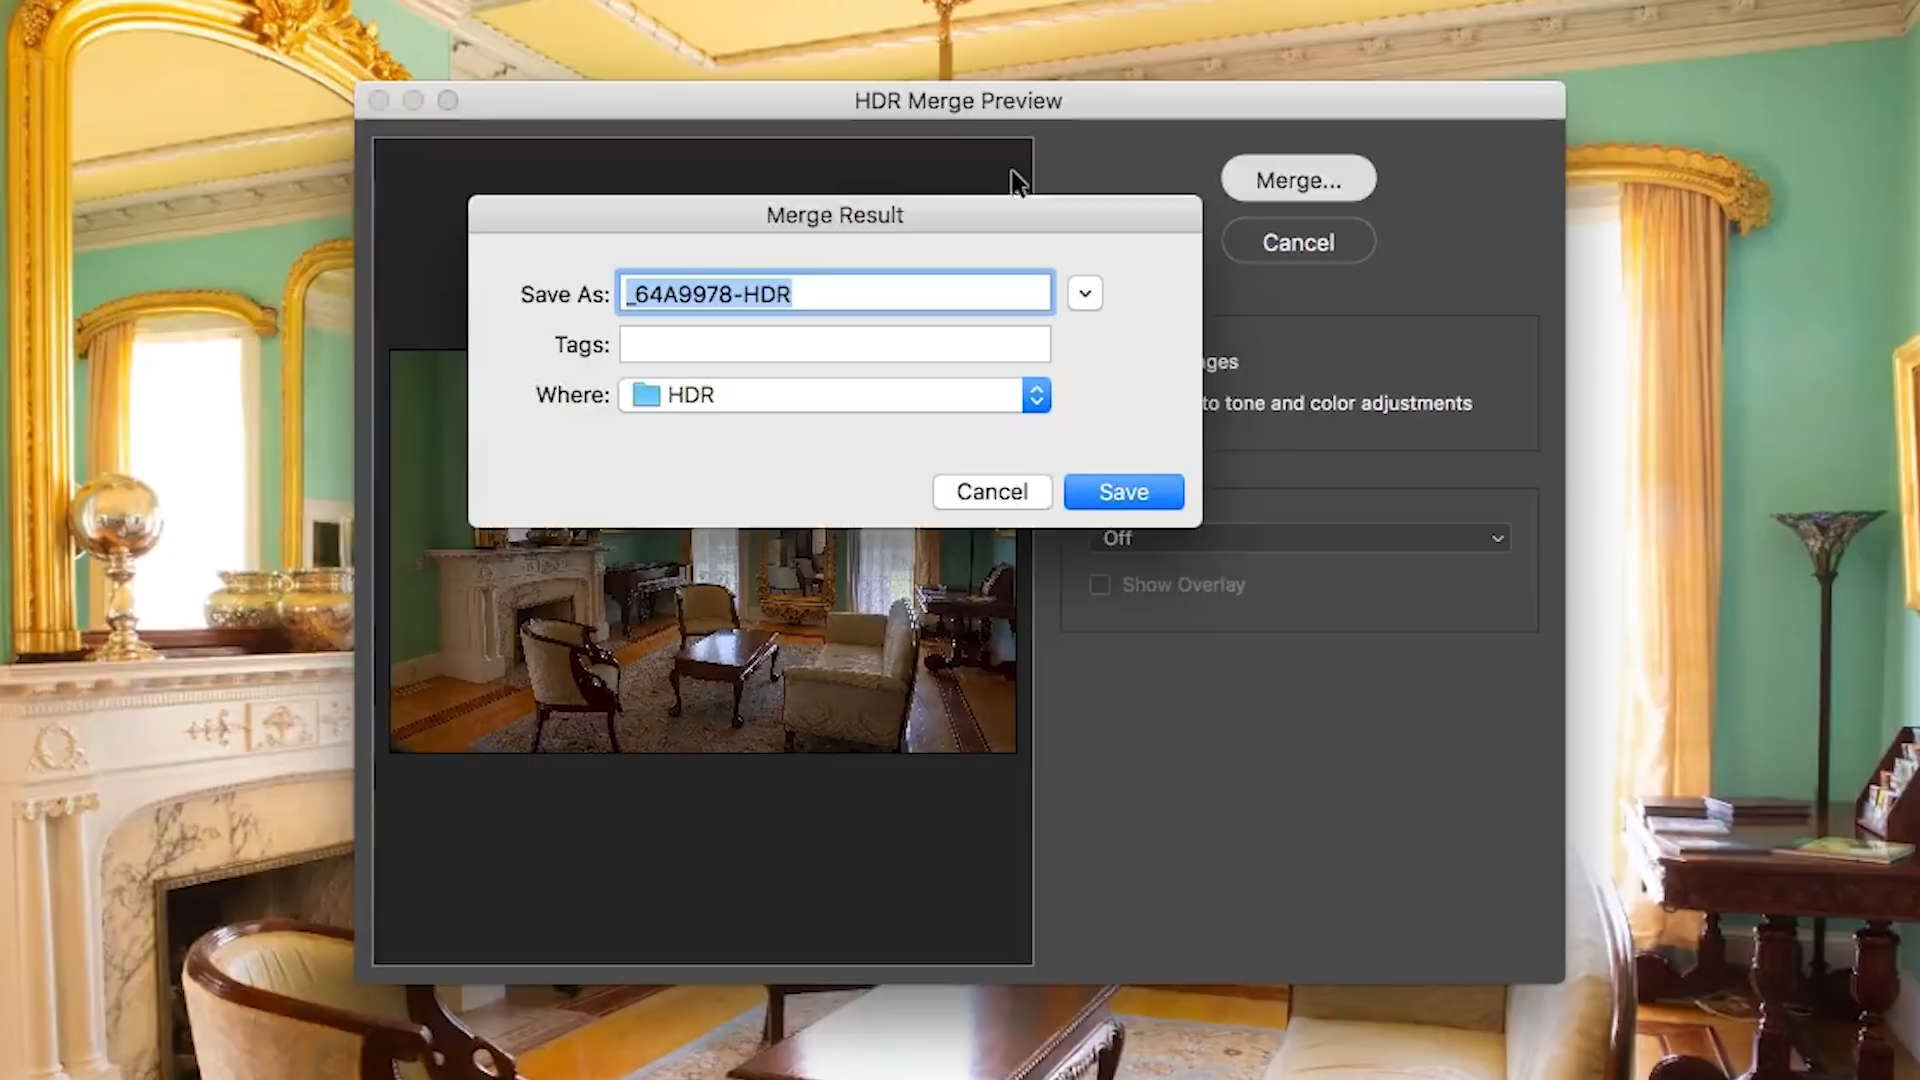 HDR Merge Preview
Merge...
Cancel
Merge Result
Save As: _64A9978-HDR
Tags:
Where: HDR
Cancel
Save
to tone and color adjustments
Off
Show Overlay